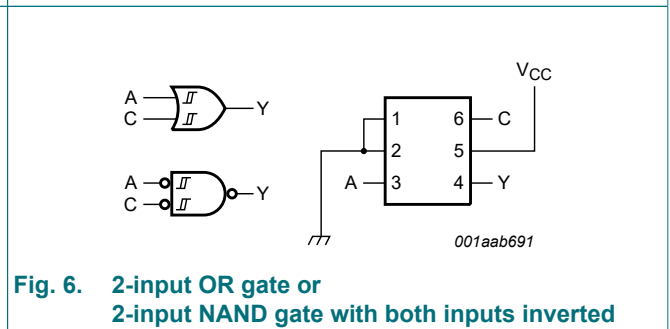 V_CC
A
C
Y
1 6 C
2 5
A 3 4 Y
A
C
Y
001aab691
Fig. 6. 2-input OR gate or
2-input NAND gate with both inputs inverted